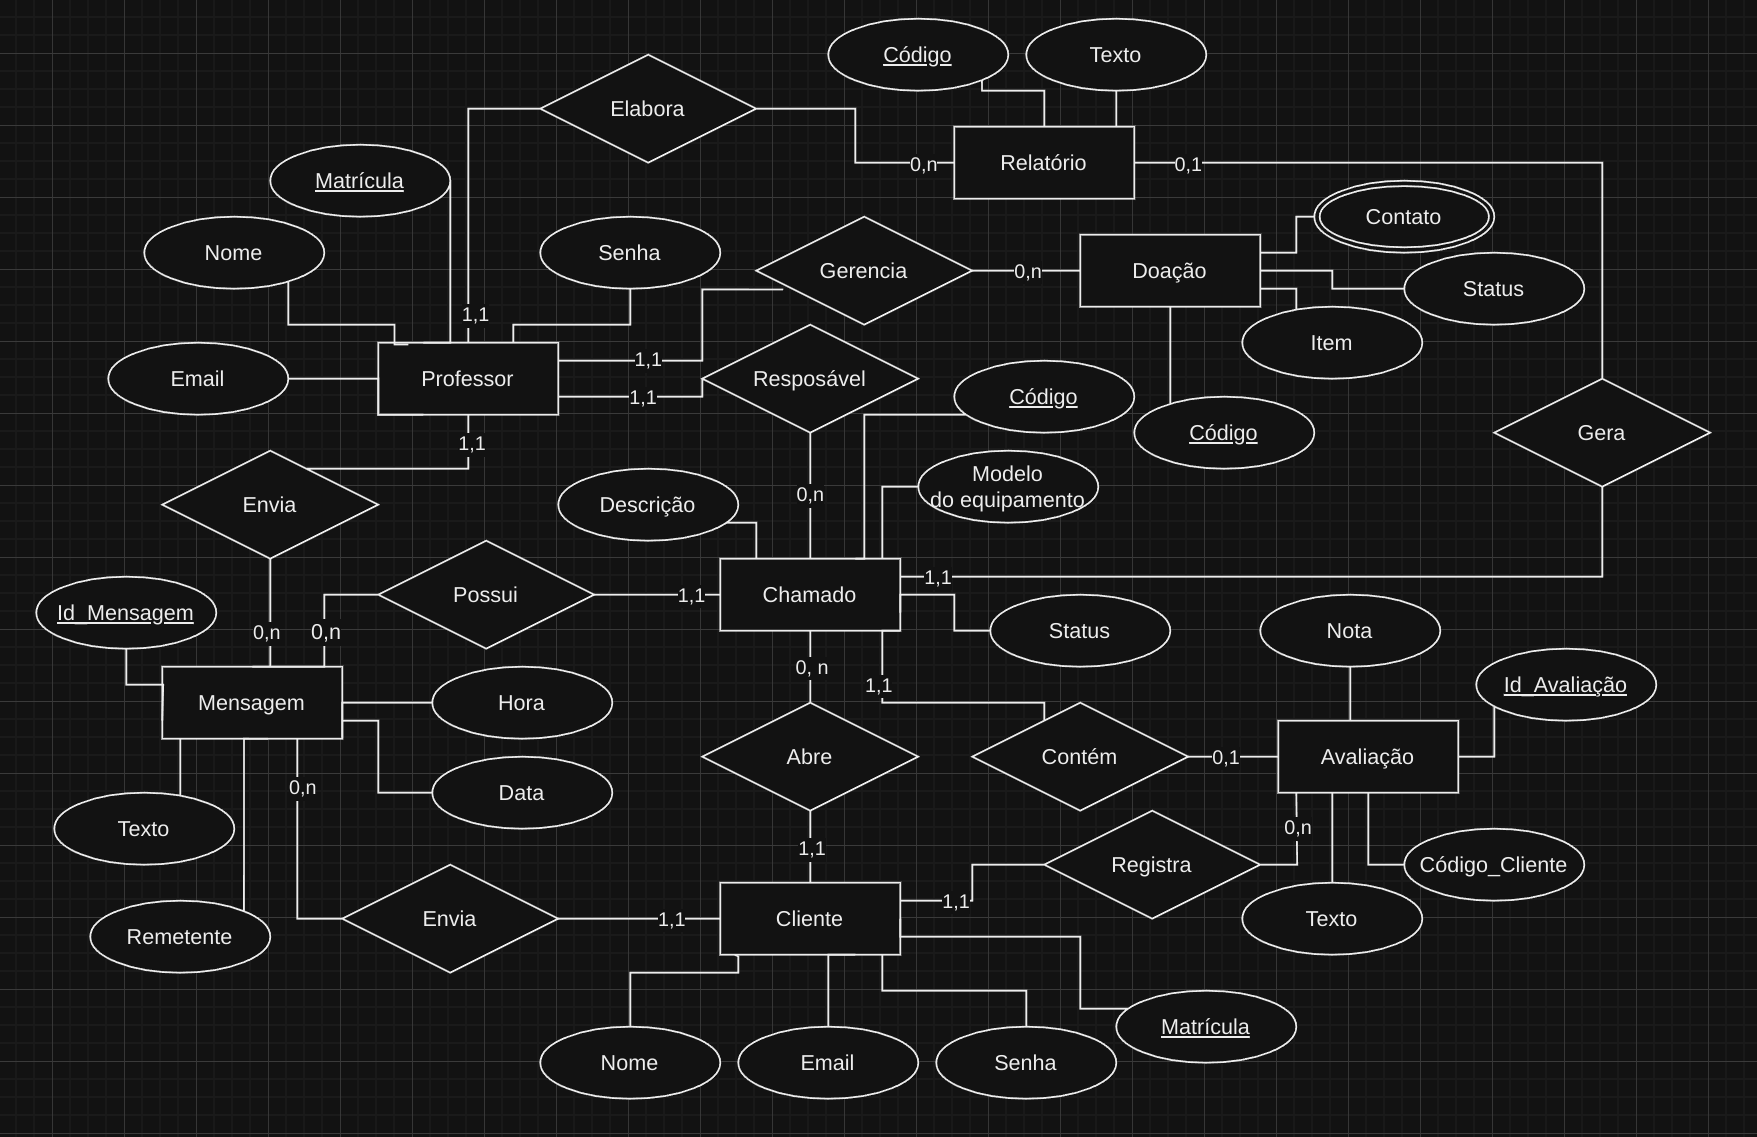 Código
Texto
Elabora
0,n
Relatório
0,1
Matrícula
Contato
Nome
Senha
Gerencia
0,n
Doação
Status
1,1
Item
1,1
Email
Professor
Resposável
1,1
Código
Código
Gera
1,1
Modelo
do equipamento
0,n
Envia
Descrição
1,1
Possui
1,1
Chamado
Id_Mensagem
0,n
0,n
Status
Nota
0, n
1,1
Id_Avaliação
Mensagem
Hora
Abre
Contém
0,1
Avaliação
0,n
Data
Texto
0,n
1,1
Registra
Código_Cliente
1,1
Remetente
Envia
1,1
Cliente
Texto
Matrícula
Nome
Email
Senha